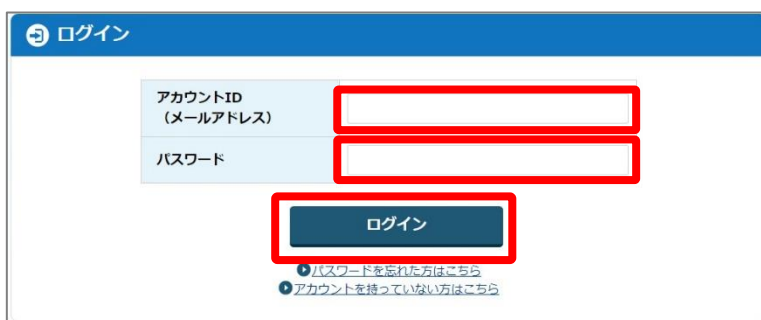 ログイン
アカウントID
（メールアドレス）
パスワード
ログイン
パスワードを忘れた方はこちら
アカウントを持っていない方はこちら